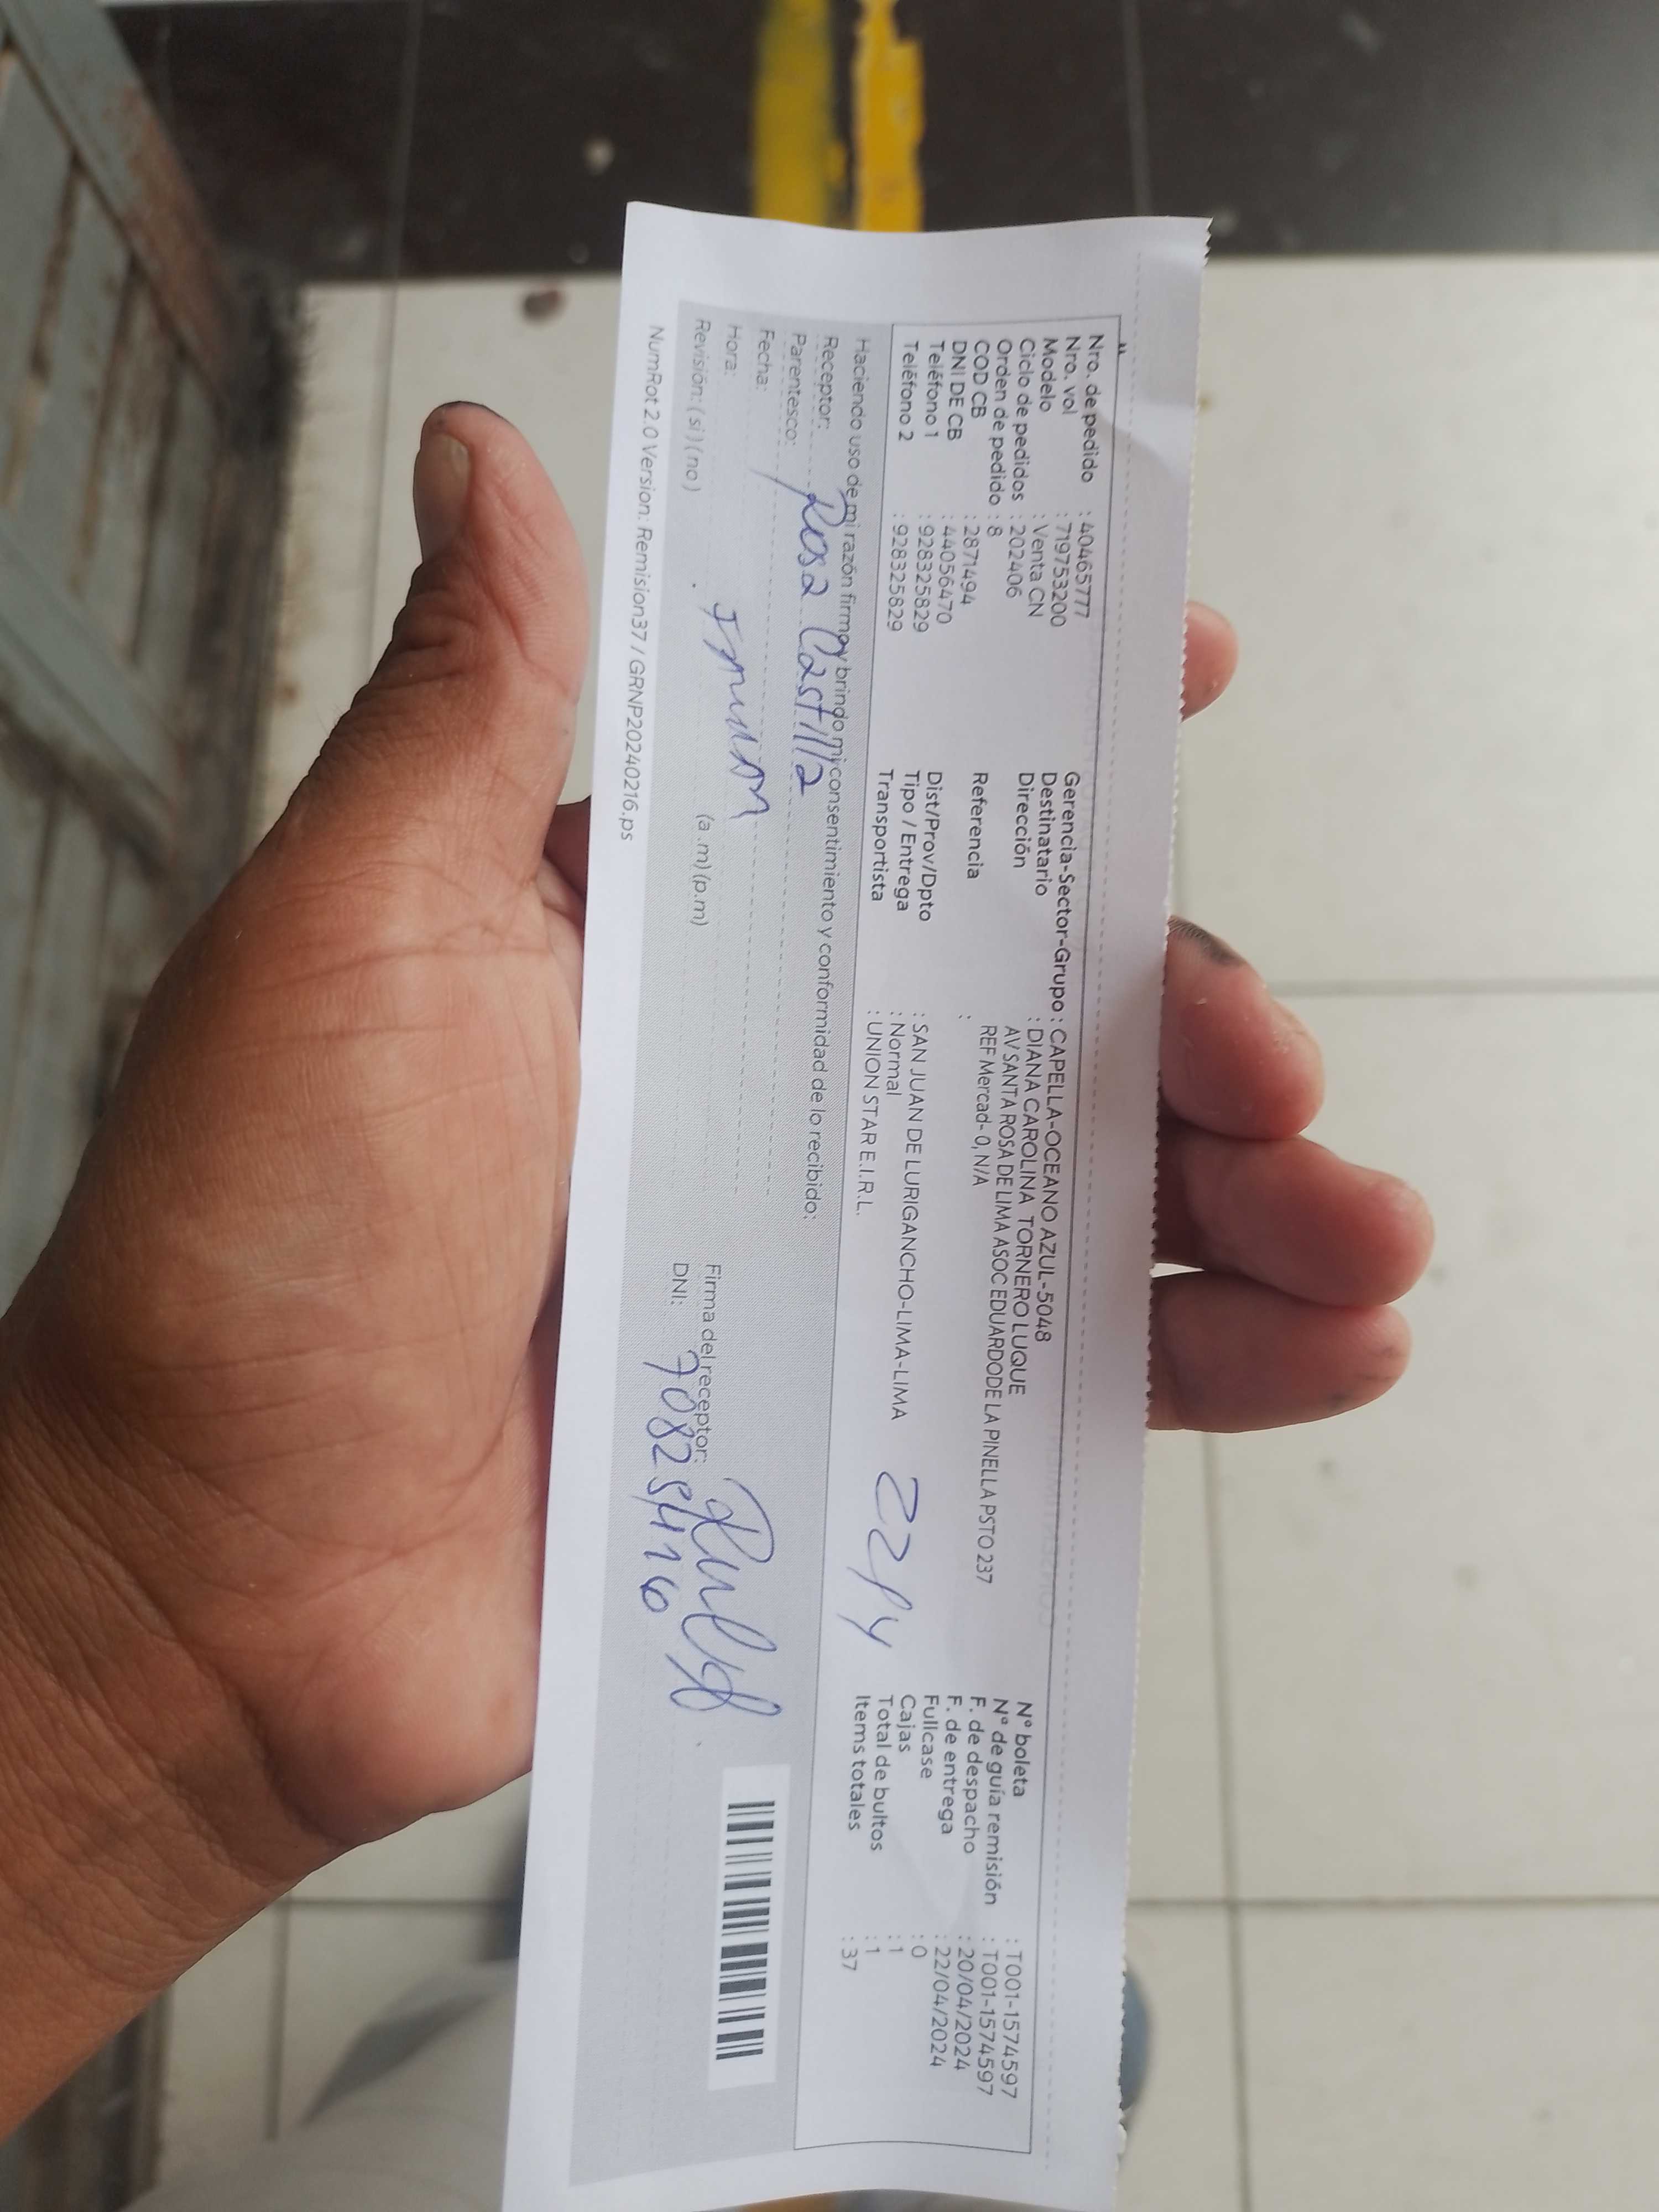 Nro. de pedido : 40465777
Nro. vol : 719753200
Modelo : Venta CN
Ciclo de pedidos : 202406
Orden de pedido : 8
COD CB : 2871494
DNI DE CB : 44056470
Teléfono 1 : 928325829
Teléfono 2 : 928325829
Gerencia-Sector-Grupo : CAPELLA-OCEANO AZUL-5048
Destinatario : DIANA CAROLINA TORNERO LUQUE
Dirección AV SANTA ROSA DE LIMA ASOC EDUARDODE LA PINELLA PSTO 237
REF Mercad- 0, N/A
Referencia :
Dist/Prov/Dpto : SAN JUAN DE LURIGANCHO-LIMA-LIMA
Tipo / Entrega : Normal
Transportista : UNION STAR E.I.R.L.
22/4
N° boleta : T001-1574597
N° de guía remisión : T001-1574597
F. de despacho : 20/04/2024
F. de entrega : 22/04/2024
Fullcase : 0
Cajas : 1
Total de bultos : 1
Items totales : 37
Haciendo uso de mi razón firmo y brindo mi consentimiento y conformidad de lo recibido:
Receptor: Rosa Castilla
Parentesco:
Fecha:
Hora: (a .m) (p.m)
Revisión: ( si ) ( no )
Firma del receptor:
DNI:
NumRot 2.0 Version: Remision37 / GRNP20240216.ps